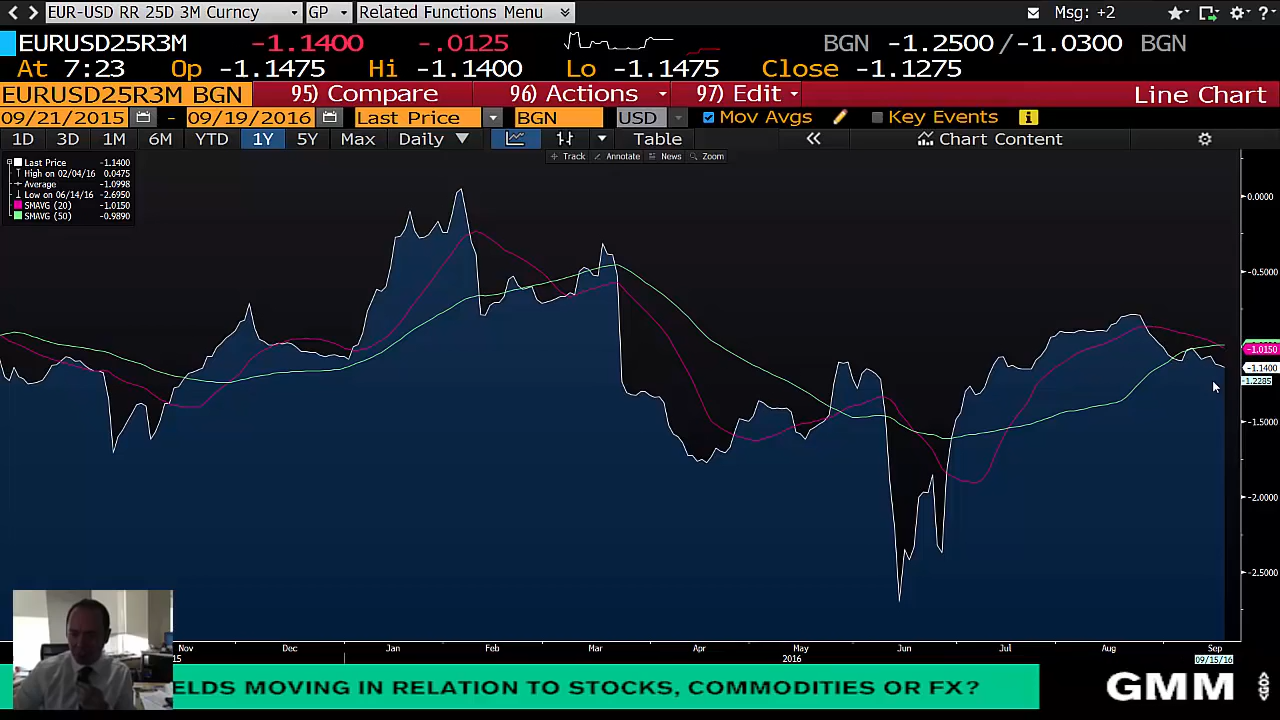 EUR-USD RR 25D 3M Curncy GP Related Functions Menu Msg: +2
EURUSD25R3M -1.1400 -.0125 BGN -1.2500 / -1.0300 BGN
At 7:23 Op -1.1475 Hi -1.1400 Lo -1.1475 Close -1.1275
EURUSD25R3M BGN 95) Compare 96) Actions 97) Edit Line Chart
09/21/2015 - 09/19/2016 Last Price BGN USD Mov Avgs Key Events
1D 3D 1M 6M YTD 1Y 5Y Max Daily Table Chart Content
Track Annotate News Zoom
Last Price -1.1400
High on 02/04/16 0.0475
Average -1.0998
Low on 06/14/16 -2.6950
SMAVG (20) -1.0150
SMAVG (50) -0.9890
0.0000
-0.5000
-1.0150
-1.1400
-1.2285
-1.5000
-2.0000
-2.5000
Nov Dec Jan Feb Mar Apr May Jun Jul Aug Sep
15 2016 09/15/16
ELDS MOVING IN RELATION TO STOCKS, COMMODITIES OR FX?
GMM